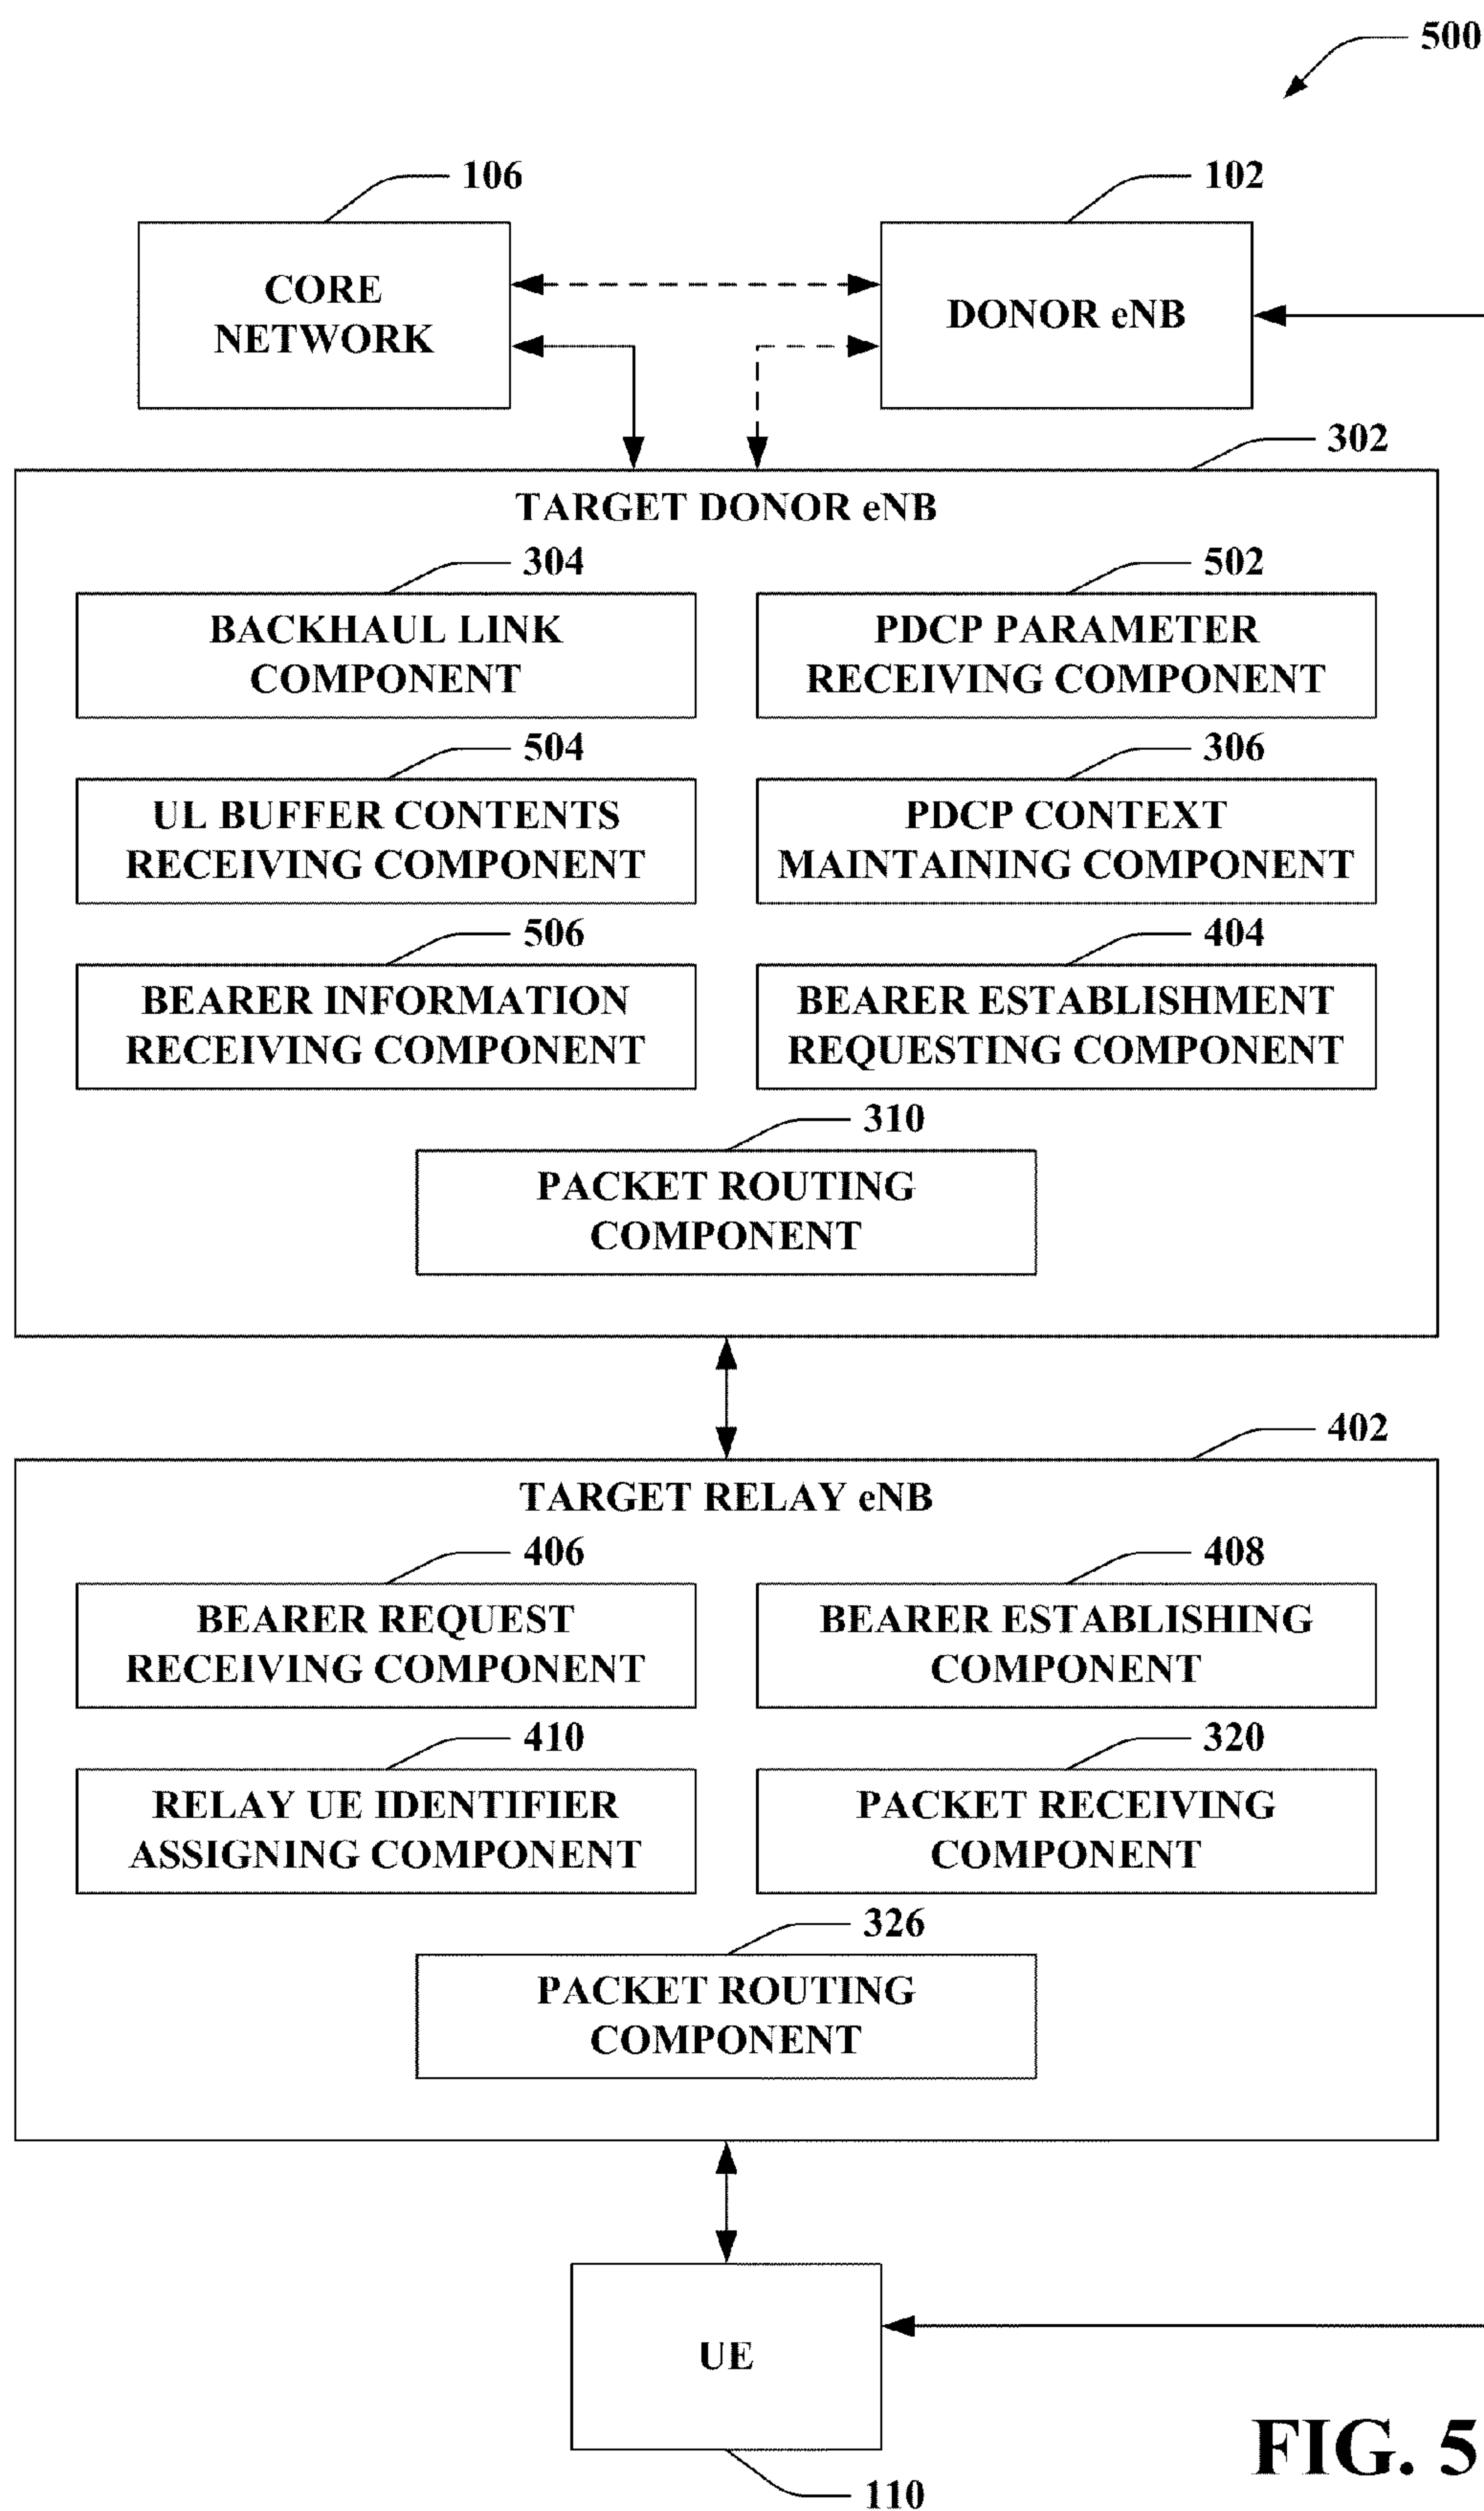 500
106
102
CORE
NETWORK
DONOR eNB
302
TARGET DONOR eNB
304
502
BACKHAUL LINK
COMPONENT
PDCP PARAMETER
RECEIVING COMPONENT
504
306
UL BUFFER CONTENTS
RECEIVING COMPONENT
PDCP CONTEXT
MAINTAINING COMPONENT
506
404
BEARER INFORMATION
RECEIVING COMPONENT
BEARER ESTABLISHMENT
REQUESTING COMPONENT
310
PACKET ROUTING
COMPONENT
402
TARGET RELAY eNB
406
408
BEARER REQUEST
RECEIVING COMPONENT
BEARER ESTABLISHING
COMPONENT
410
320
RELAY UE IDENTIFIER
ASSIGNING COMPONENT
PACKET RECEIVING
COMPONENT
326
PACKET ROUTING
COMPONENT
UE
110
FIG. 5